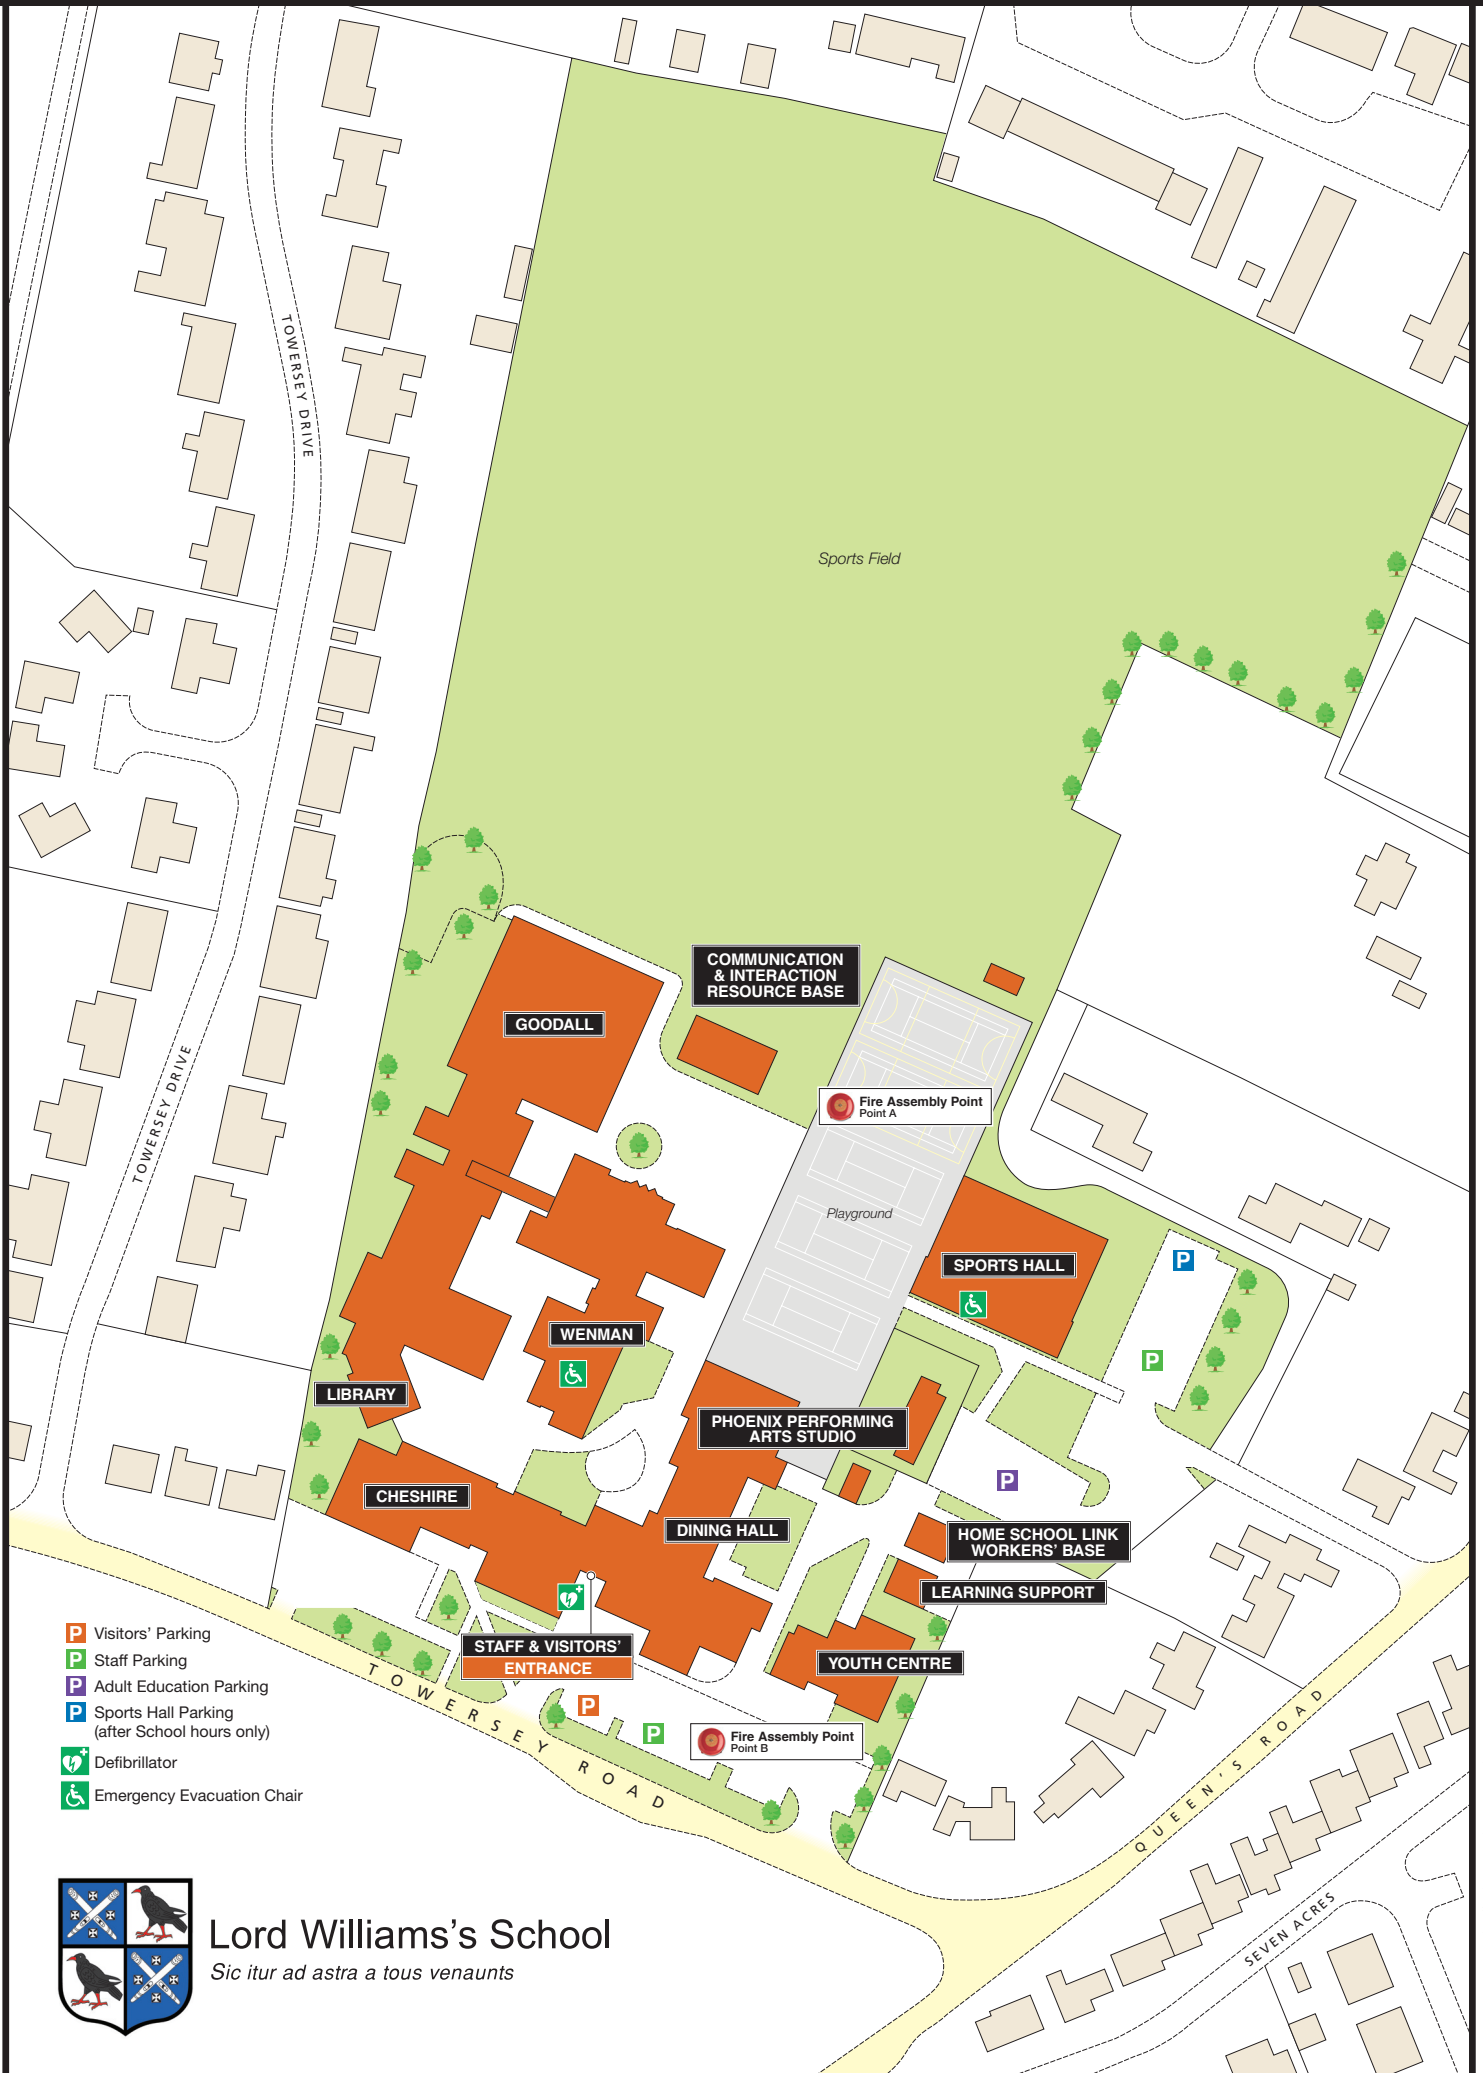 TOWERSEY DRIVE
Sports Field
COMMUNICATION
& INTERACTION
RESOURCE BASE
GOODALL
TOWERSEY DRIVE
Fire Assembly Point
Point A
Playground
SPORTS HALL
P
WENMAN
P
LIBRARY
PHOENIX PERFORMING
ARTS STUDIO
P
CHESHIRE
DINING HALL
HOME SCHOOL LINK
WORKERS’ BASE
LEARNING SUPPORT
STAFF & VISITORS’
ENTRANCE
YOUTH CENTRE
P
P
Fire Assembly Point
Point B
TOWERSEY ROAD
QUEEN’S ROAD
SEVEN ACRES
P Visitors’ Parking
P Staff Parking
P Adult Education Parking
P Sports Hall Parking
(after School hours only)
Defibrillator
Emergency Evacuation Chair
Lord Williams’s School
Sic itur ad astra a tous venaunts